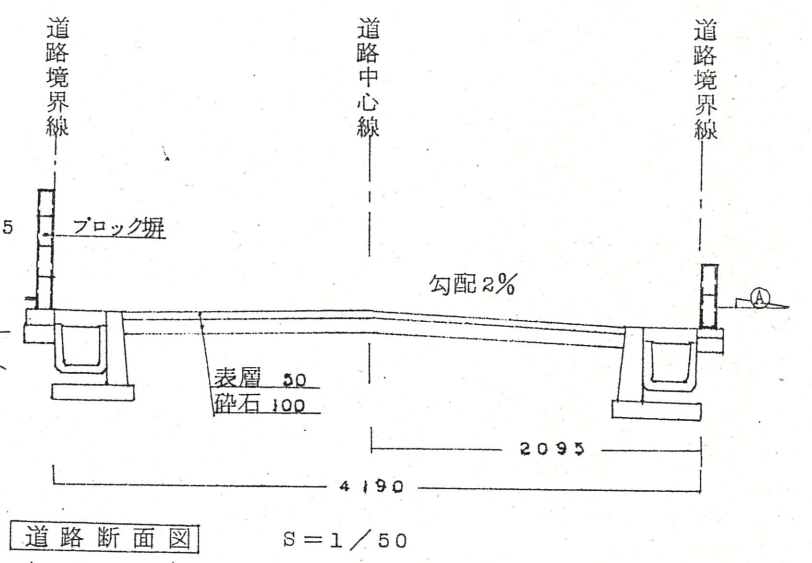 道路境界線
道路中心線
道路境界線
5
ブロック塀
勾配2%
A
表層 50
砕石 100
2095
4190
道路断面図
S=1/50